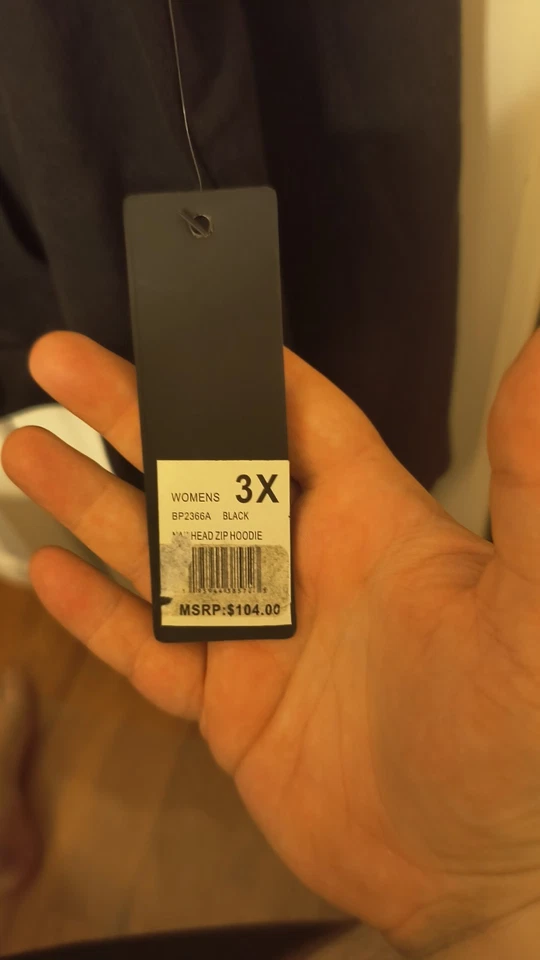 WOMENS 3X
BP2366A BLACK
HEAD ZIP HOODIE
MSRP:$104.00